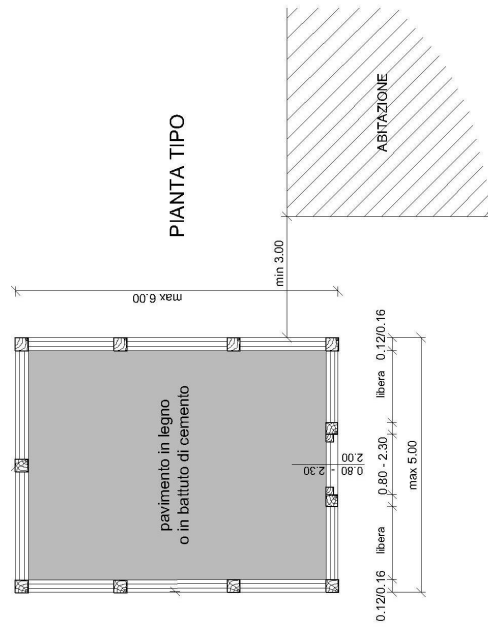 PIANTA TIPO
ABITAZIONE
min 3.00
max 6.00
pavimento in legno
o in battuto di cemento
0.80 - 2.30
2.00
0.12/0.16
libera
0.80 - 2.30
libera
0.12/0.16
max 5.00